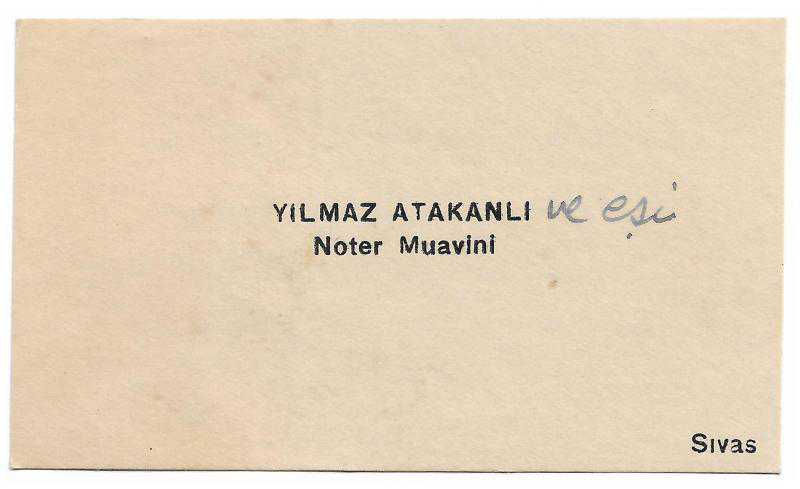 YILMAZ ATAKANLI ve eşi
Noter Muavini
Sıvas